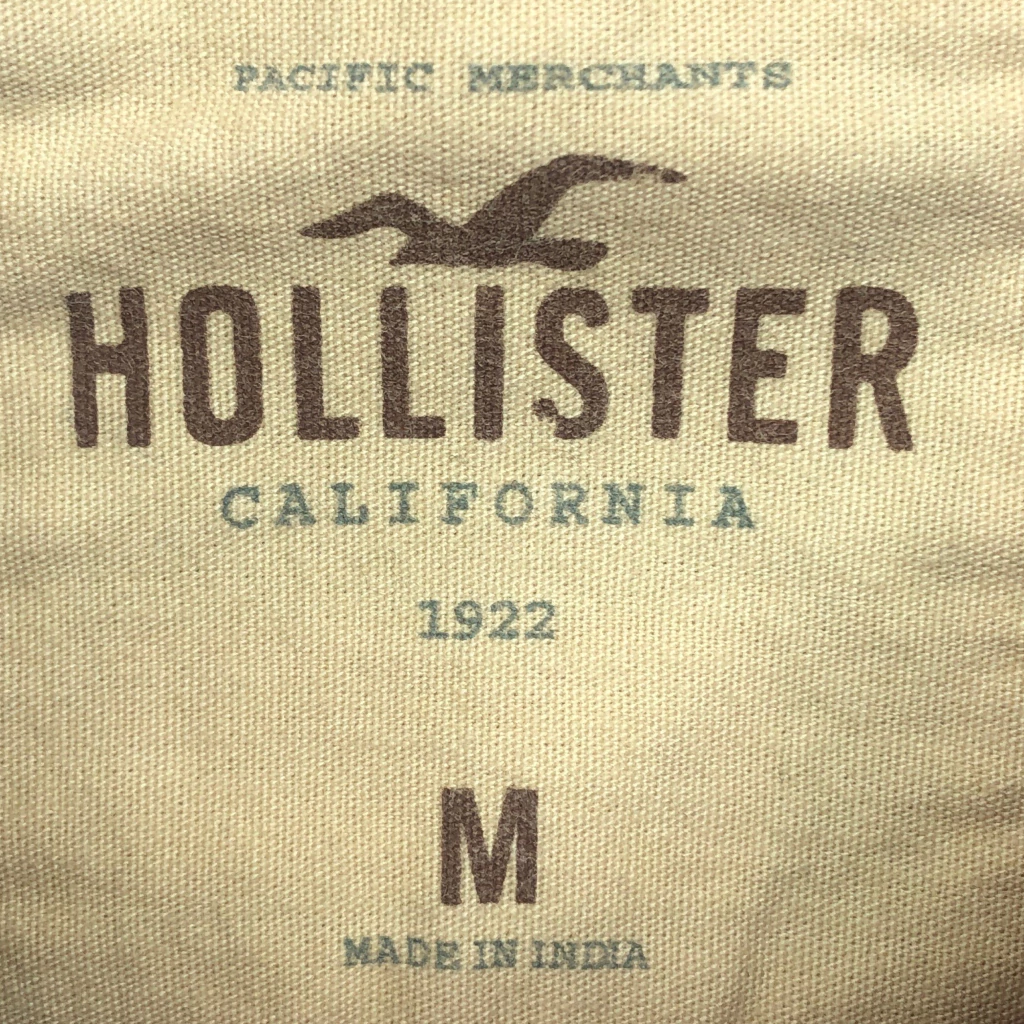 PACIFIC MERCHANTS
HOLLISTER
CALIFORNIA
1922
M
MADE IN INDIA